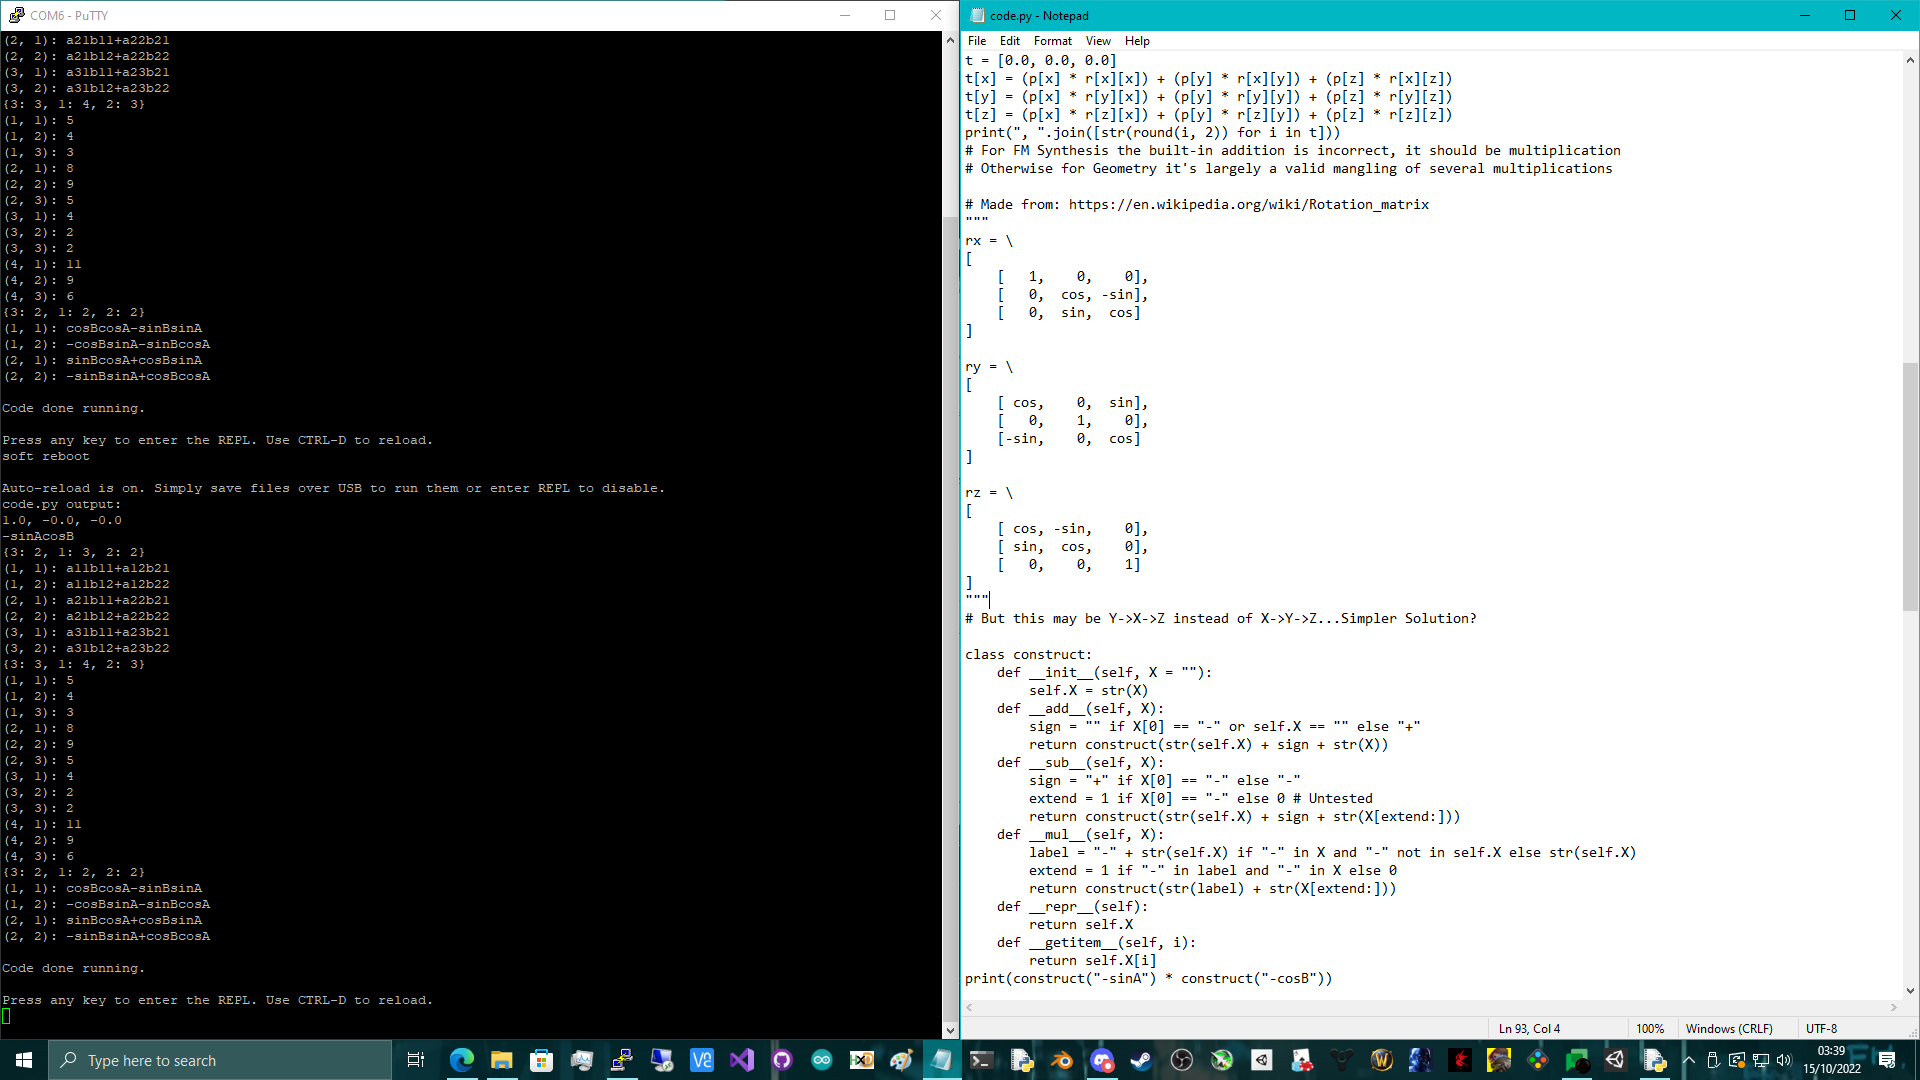 COM6 - PuTTY
(2, 1): a21b11+a22b21
(2, 2): a21b12+a22b22
(3, 1): a31b11+a23b21
(3, 2): a31b12+a23b22
{3: 3, 1: 4, 2: 3}
(1, 1): 5
(1, 2): 4
(1, 3): 3
(2, 1): 8
(2, 2): 9
(2, 3): 5
(3, 1): 4
(3, 2): 2
(3, 3): 2
(4, 1): 11
(4, 2): 9
(4, 3): 6
{3: 2, 1: 2, 2: 2}
(1, 1): cosBcosA-sinBsinA
(1, 2): -cosBsinA-sinBcosA
(2, 1): sinBcosA+cosBsinA
(2, 2): -sinBsinA+cosBcosA
Code done running.
Press any key to enter the REPL. Use CTRL-D to reload.
soft reboot
Auto-reload is on. Simply save files over USB to run them or enter REPL to disable.
code.py output:
1.0, -0.0, -0.0
-sinAcosB
{3: 2, 1: 3, 2: 2}
(1, 1): a11b11+a12b21
(1, 2): a11b12+a12b22
(2, 1): a21b11+a22b21
(2, 2): a21b12+a22b22
(3, 1): a31b11+a23b21
(3, 2): a31b12+a23b22
{3: 3, 1: 4, 2: 3}
(1, 1): 5
(1, 2): 4
(1, 3): 3
(2, 1): 8
(2, 2): 9
(2, 3): 5
(3, 1): 4
(3, 2): 2
(3, 3): 2
(4, 1): 11
(4, 2): 9
(4, 3): 6
{3: 2, 1: 2, 2: 2}
(1, 1): cosBcosA-sinBsinA
(1, 2): -cosBsinA-sinBcosA
(2, 1): sinBcosA+cosBsinA
(2, 2): -sinBsinA+cosBcosA
Code done running.
Press any key to enter the REPL. Use CTRL-D to reload.
code.py - Notepad
File Edit Format View Help
t = [0.0, 0.0, 0.0]
t[x] = (p[x] * r[x][x]) + (p[y] * r[x][y]) + (p[z] * r[x][z])
t[y] = (p[x] * r[y][x]) + (p[y] * r[y][y]) + (p[z] * r[y][z])
t[z] = (p[x] * r[z][x]) + (p[y] * r[z][y]) + (p[z] * r[z][z])
print(", ".join([str(round(i, 2)) for i in t]))
# For FM Synthesis the built-in addition is incorrect, it should be multiplication
# Otherwise for Geometry it's largely a valid mangling of several multiplications
# Made from: https://en.wikipedia.org/wiki/Rotation_matrix
"""
rx = \
[
    [   1,    0,    0],
    [   0,  cos, -sin],
    [   0,  sin,  cos]
]
ry = \
[
    [ cos,    0,  sin],
    [   0,    1,    0],
    [-sin,    0,  cos]
]
rz = \
[
    [ cos, -sin,    0],
    [ sin,  cos,    0],
    [   0,    0,    1]
]
"""
# But this may be Y->X->Z instead of X->Y->Z...Simpler Solution?
class construct:
    def __init__(self, X = ""):
        self.X = str(X)
    def __add__(self, X):
        sign = "" if X[0] == "-" or self.X == "" else "+"
        return construct(str(self.X) + sign + str(X))
    def __sub__(self, X):
        sign = "+" if X[0] == "-" else "-"
        extend = 1 if X[0] == "-" else 0 # Untested
        return construct(str(self.X) + sign + str(X[extend:]))
    def __mul__(self, X):
        label = "-" + str(self.X) if "-" in X and "-" not in self.X else str(self.X)
        extend = 1 if "-" in label and "-" in X else 0
        return construct(str(label) + str(X[extend:]))
    def __repr__(self):
        return self.X
    def __getitem__(self, i):
        return self.X[i]
print(construct("-sinA") * construct("-cosB"))
Ln 93, Col 4 100% Windows (CRLF) UTF-8
Type here to search
03:39
15/10/2022